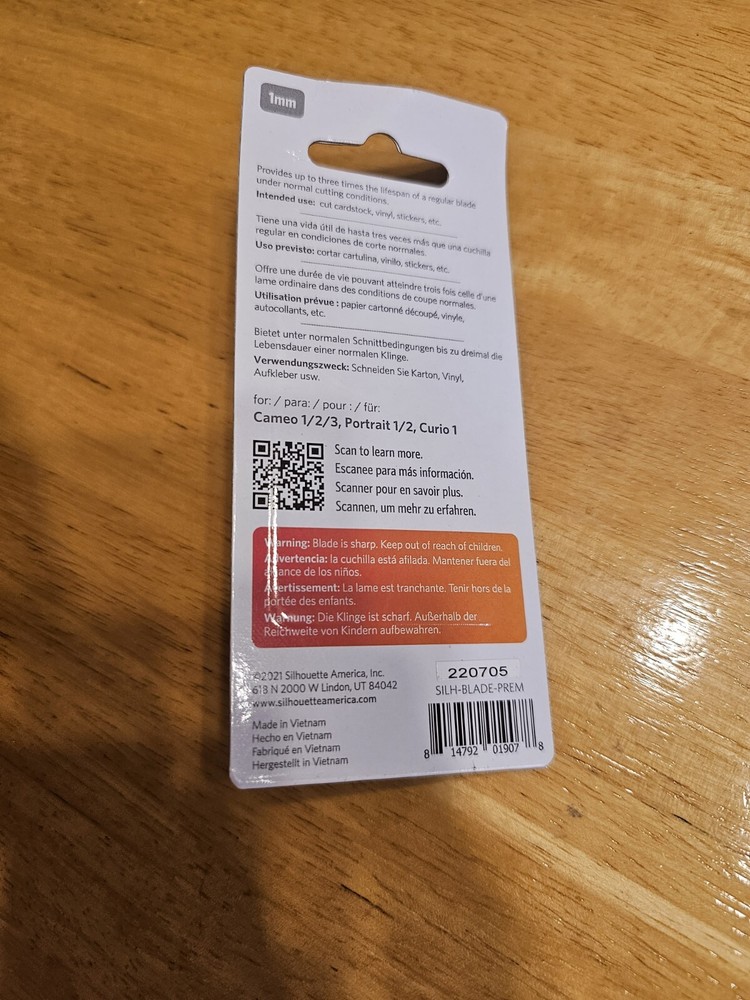 1mm
Provides up to three times the lifespan of a regular blade
under normal cutting conditions.
Intended use: cut cardstock, vinyl, stickers, etc.
Tiene una vida útil de hasta tres veces más que una cuchilla
regular en condiciones de corte normales.
Uso previsto: cortar cartulina, vinilo, stickers, etc.
Offre une durée de vie pouvant atteindre trois fois celle d'une
lame ordinaire dans des conditions de coupe normales.
Utilisation prévue : papier cartonné découpé, vinyle,
autocollants, etc.
Bietet unter normalen Schnittbedingungen bis zu dreimal die
Lebensdauer einer normalen Klinge.
Verwendungszweck: Schneiden Sie Karton, Vinyl,
Aufkleber usw.
for: / para: / pour : / für:
Cameo 1/2/3, Portrait 1/2, Curio 1
Scan to learn more.
Escanee para más información.
Scanner pour en savoir plus.
Scannen, um mehr zu erfahren.
Warning: Blade is sharp. Keep out of reach of children.
Advertencia: la cuchilla está afilada. Mantener fuera del
alcance de los niños.
Avertissement: La lame est tranchante. Tenir hors de la
portée des enfants.
Warnung: Die Klinge ist scharf. Außerhalb der
Reichweite von Kindern aufbewahren.
©2021 Silhouette America, Inc.
618 N 2000 W Lindon, UT 84042
www.silhouetteamerica.com
Made in Vietnam
Hecho en Vietnam
Fabriqué en Vietnam
Hergestellt in Vietnam
220705
SILH-BLADE-PREM
8 14792 01907 8